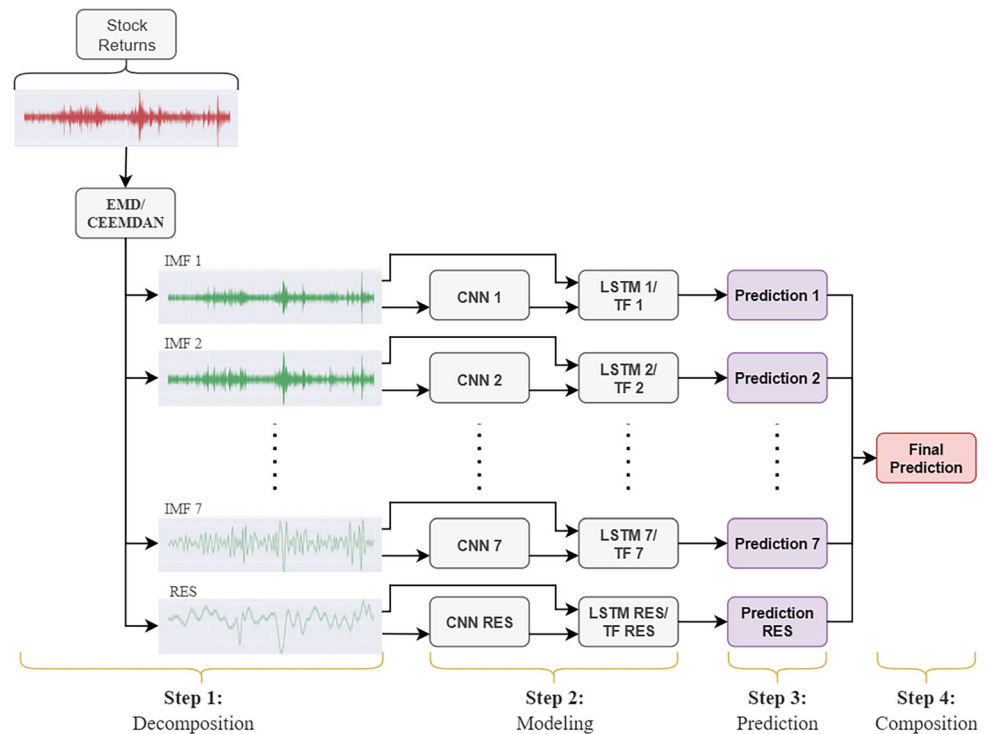 Stock
Returns
EMD/
CEEMDAN
IMF 1
CNN 1
LSTM 1/
TF 1
Prediction 1
IMF 2
CNN 2
LSTM 2/
TF 2
Prediction 2
Final
Prediction
IMF 7
CNN 7
LSTM 7/
TF 7
Prediction 7
RES
CNN RES
LSTM RES/
TF RES
Prediction
RES
Step 1:
Decomposition
Step 2:
Modeling
Step 3:
Prediction
Step 4:
Composition